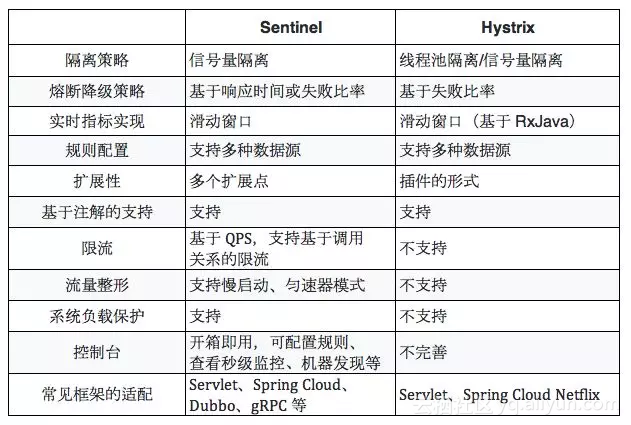 Sentinel Hystrix
隔离策略 信号量隔离 线程池隔离/信号量隔离
熔断降级策略 基于响应时间或失败比率 基于失败比率
实时指标实现 滑动窗口 滑动窗口（基于 RxJava）
规则配置 支持多种数据源 支持多种数据源
扩展性 多个扩展点 插件的形式
基于注解的支持 支持 支持
限流 基于 QPS，支持基于调用 不支持
关系的限流
流量整形 支持慢启动、匀速器模式 不支持
系统负载保护 支持 不支持
控制台 开箱即用，可配置规则、 不完善
查看秒级监控、机器发现等
常见框架的适配 Servlet、Spring Cloud、 Servlet、Spring Cloud Netflix
Dubbo、gRPC 等
云栖社区 yq.aliyun.com